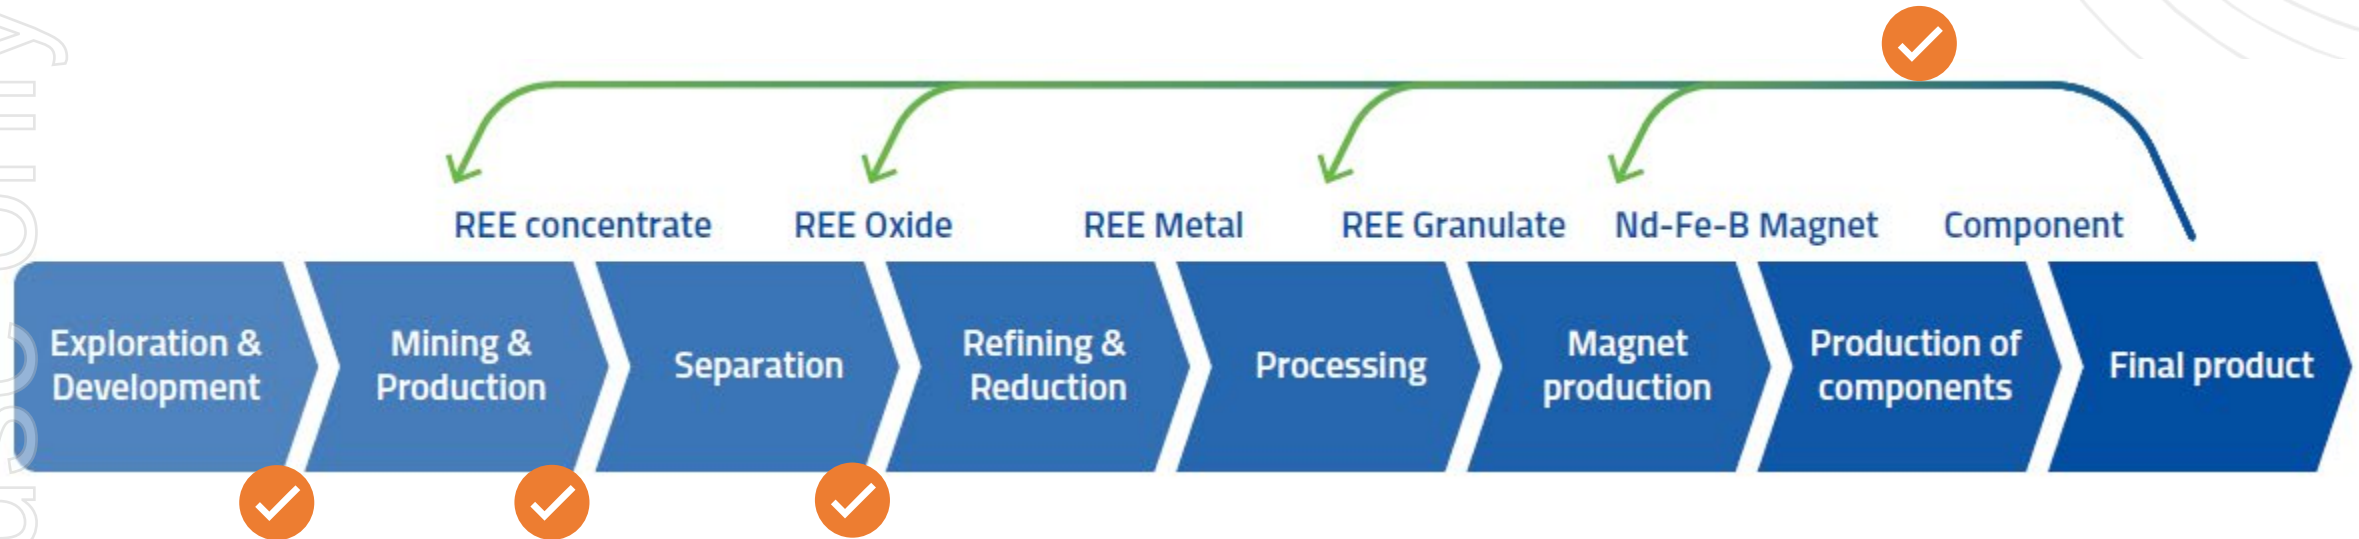 REE concentrate
REE Oxide
REE Metal
REE Granulate
Nd-Fe-B Magnet
Component
Exploration &
Development
Mining &
Production
Separation
Refining &
Reduction
Processing
Magnet
production
Production of
components
Final product